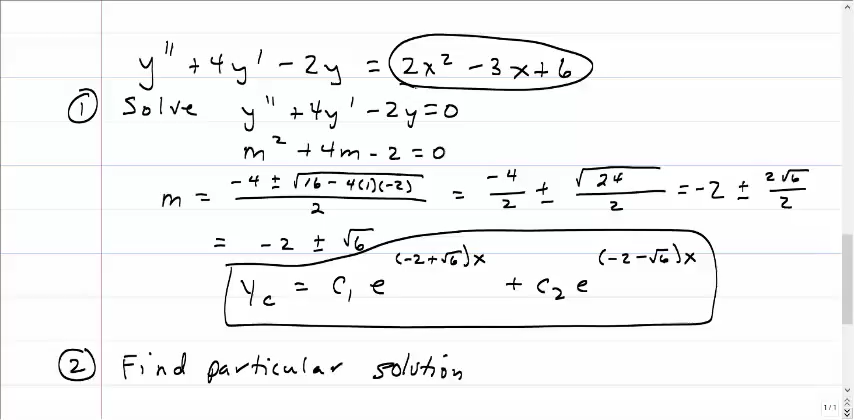 y'' + 4y' - 2y = 2x² - 3x + 6
① Solve y'' + 4y' - 2y = 0
m² + 4m - 2 = 0
m = (-4 ± √(16 - 4(1)(-2)))/2 = -4/2 ± √24/2 = -2 ± 2√6/2
= -2 ± √6
y_c = c₁ e^((-2+√6)x) + c₂ e^((-2-√6)x)
② Find particular solution
1/1